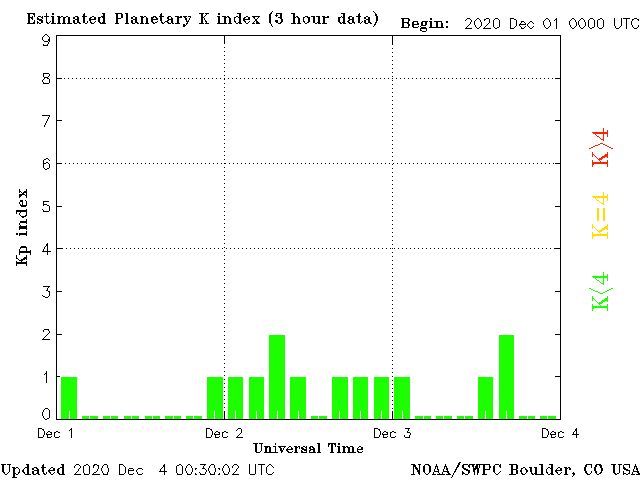 Estimated Planetary K index (3 hour data) Begin: 2020 Dec 01 0000 UTC
9
8
7
6
5
4
3
2
1
0
Kp index
K>4
K=4
K<4
Dec 1 Dec 2 Dec 3 Dec 4
Universal Time
Updated 2020 Dec 4 00:30:02 UTC NOAA/SWPC Boulder, CO USA